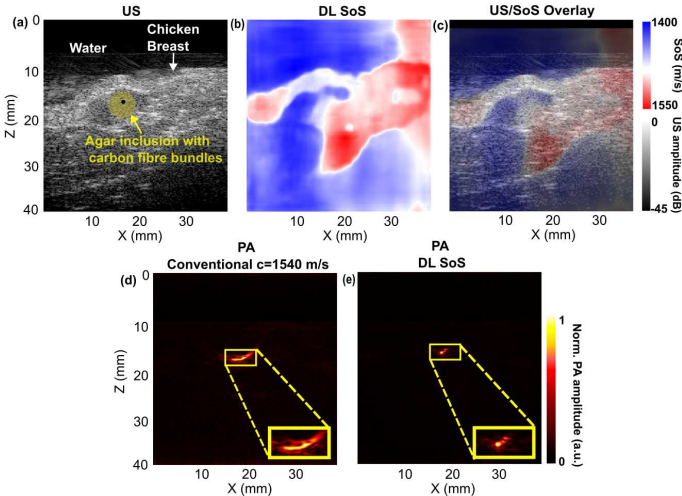 (a)
US
(b)
DL SoS
(c)
US/SoS Overlay
0
10
20
30
40
Z (mm)
Water
Chicken
Breast
Agar inclusion with
carbon fibre bundles
10 20 30
X (mm)
10 20 30
X (mm)
10 20 30
X (mm)
1400
SoS (m/s)
1550
0
US amplitude (dB)
-45
PA
Conventional c=1540 m/s
(d)
PA
DL SoS
(e)
0
10
20
30
40
Z (mm)
10 20 30
X (mm)
10 20 30
X (mm)
1
Norm. PA amplitude (a.u.)
0